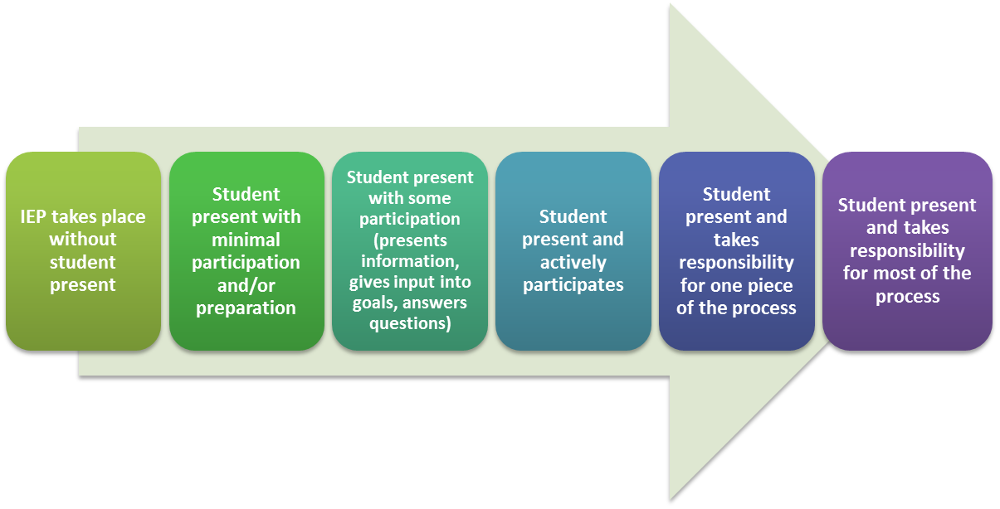 IEP takes place
without
student
present
Student
present with
minimal
participation
and/or
preparation
Student present
with some
participation
(presents
information,
gives input into
goals, answers
questions)
Student
present and
actively
participates
Student
present and
takes
responsibility
for one piece
of the process
Student present
and takes
responsibility
for most of the
process